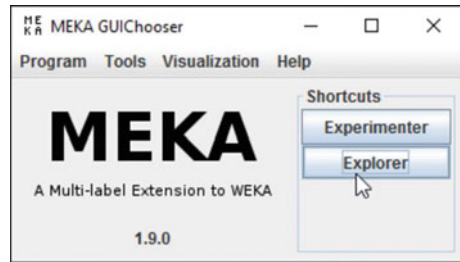 ME
KA MEKA GUIChooser
Program Tools Visualization Help
MEKA
A Multi-label Extension to WEKA
1.9.0
Shortcuts
Experimenter
Explorer